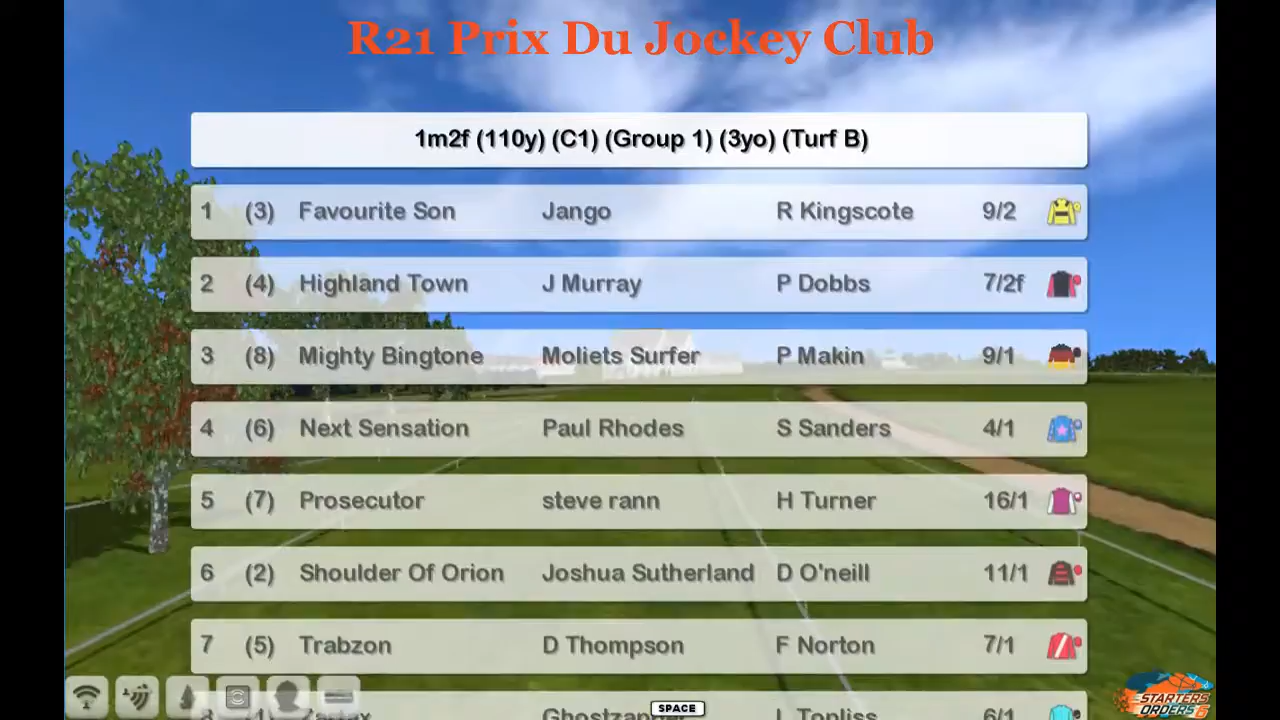 R21 Prix Du Jockey Club
1m2f (110y) (C1) (Group 1) (3yo) (Turf B)
1 (3) Favourite Son Jango R Kingscote 9/2
2 (4) Highland Town J Murray P Dobbs 7/2f
3 (8) Mighty Bingtone Moliets Surfer P Makin 9/1
4 (6) Next Sensation Paul Rhodes S Sanders 4/1
5 (7) Prosecutor steve rann H Turner 16/1
6 (2) Shoulder Of Orion Joshua Sutherland D O'neill 11/1
7 (5) Trabzon D Thompson F Norton 7/1
8 (1) Ghostzapper L Topliss 6/1
SPACE
STARTERS
ORDERS 6